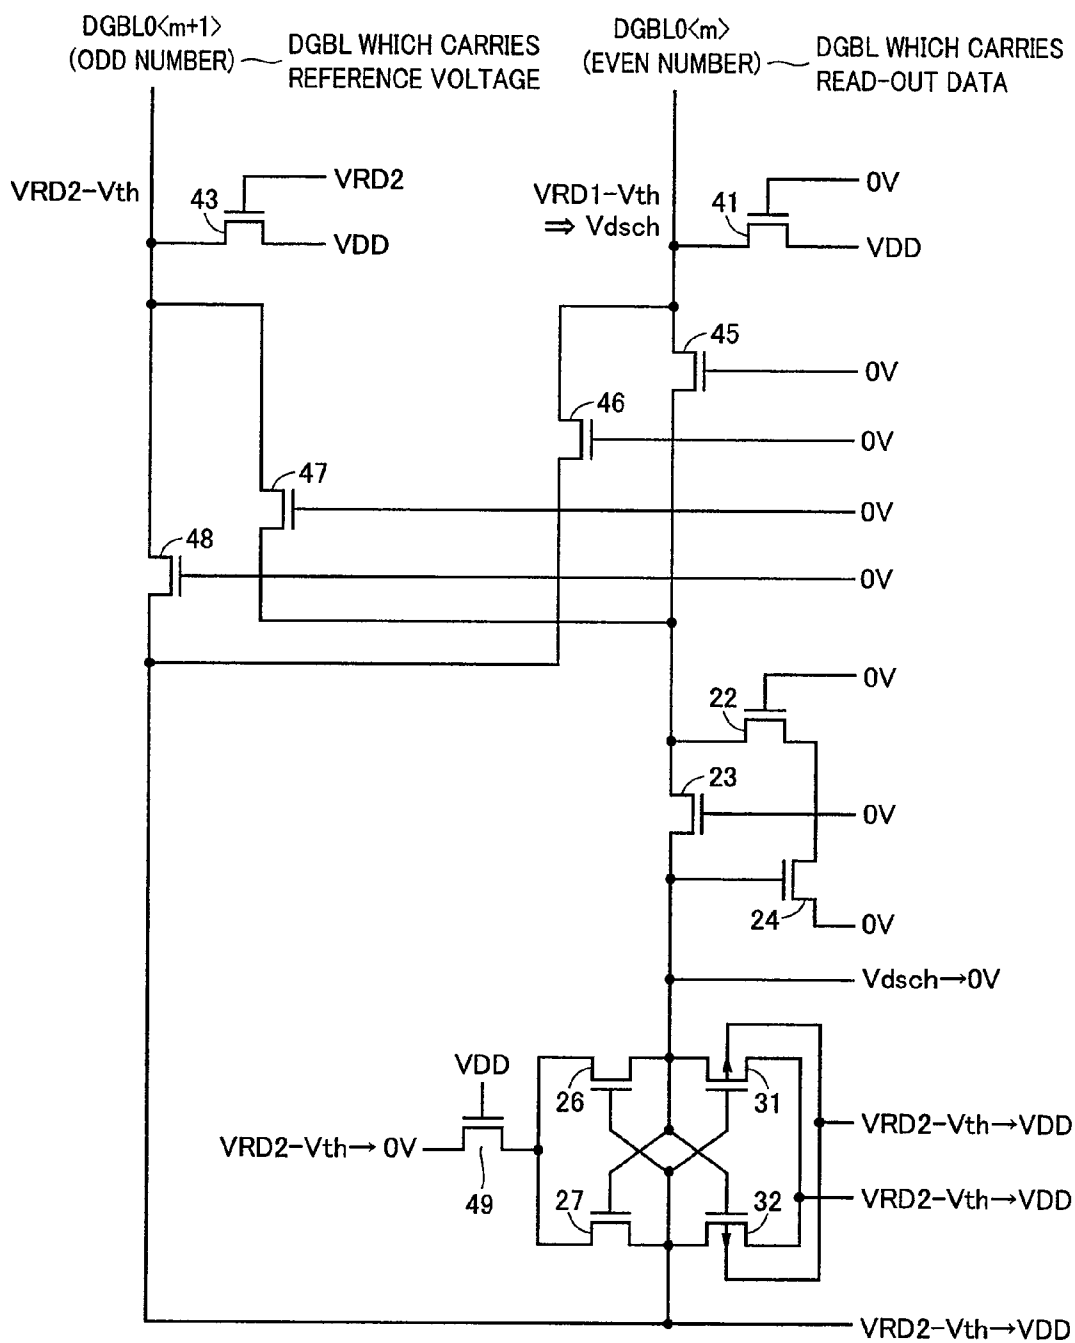 DGBL0<m+1>
(ODD NUMBER)
DGBL WHICH CARRIES
REFERENCE VOLTAGE
DGBL0<m>
(EVEN NUMBER)
DGBL WHICH CARRIES
READ-OUT DATA
VRD2-Vth
43
VRD2
VDD
VRD1-Vth
⇒ Vdsch
41
0V
VDD
45
0V
46
0V
47
0V
48
0V
22
0V
23
0V
24
0V
Vdsch→0V
VDD
26
31
VRD2-Vth→0V
49
27
32
VRD2-Vth→VDD
VRD2-Vth→VDD
VRD2-Vth→VDD